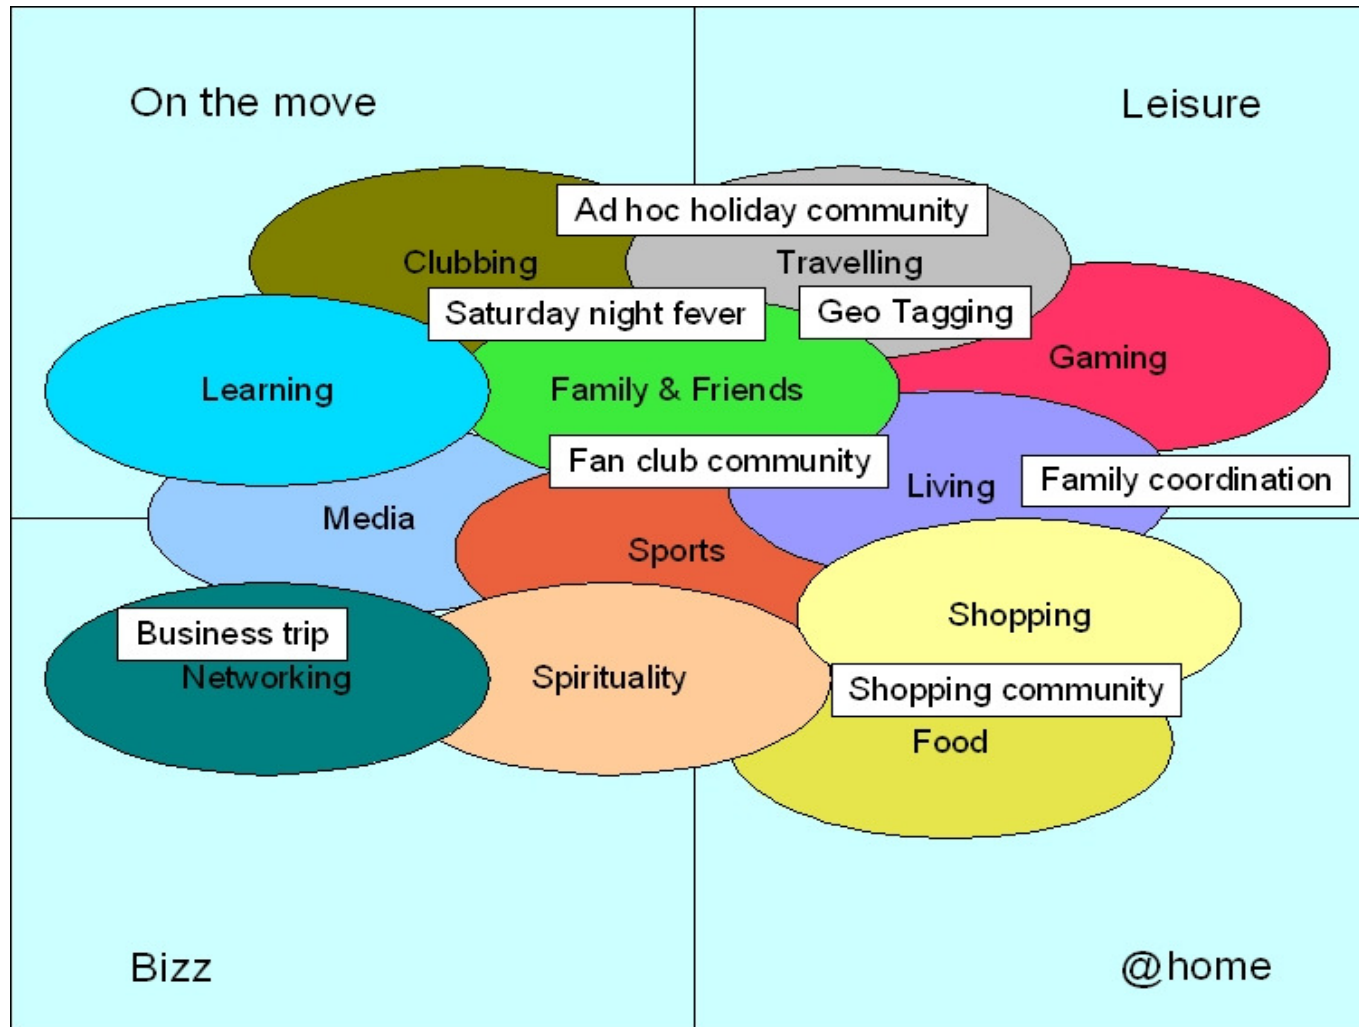 On the move
Leisure
Ad hoc holiday community
Clubbing
Travelling
Saturday night fever
Geo Tagging
Gaming
Learning
Family & Friends
Fan club community
Living
Family coordination
Media
Sports
Shopping
Business trip
Networking
Spirituality
Shopping community
Food
Bizz
@home